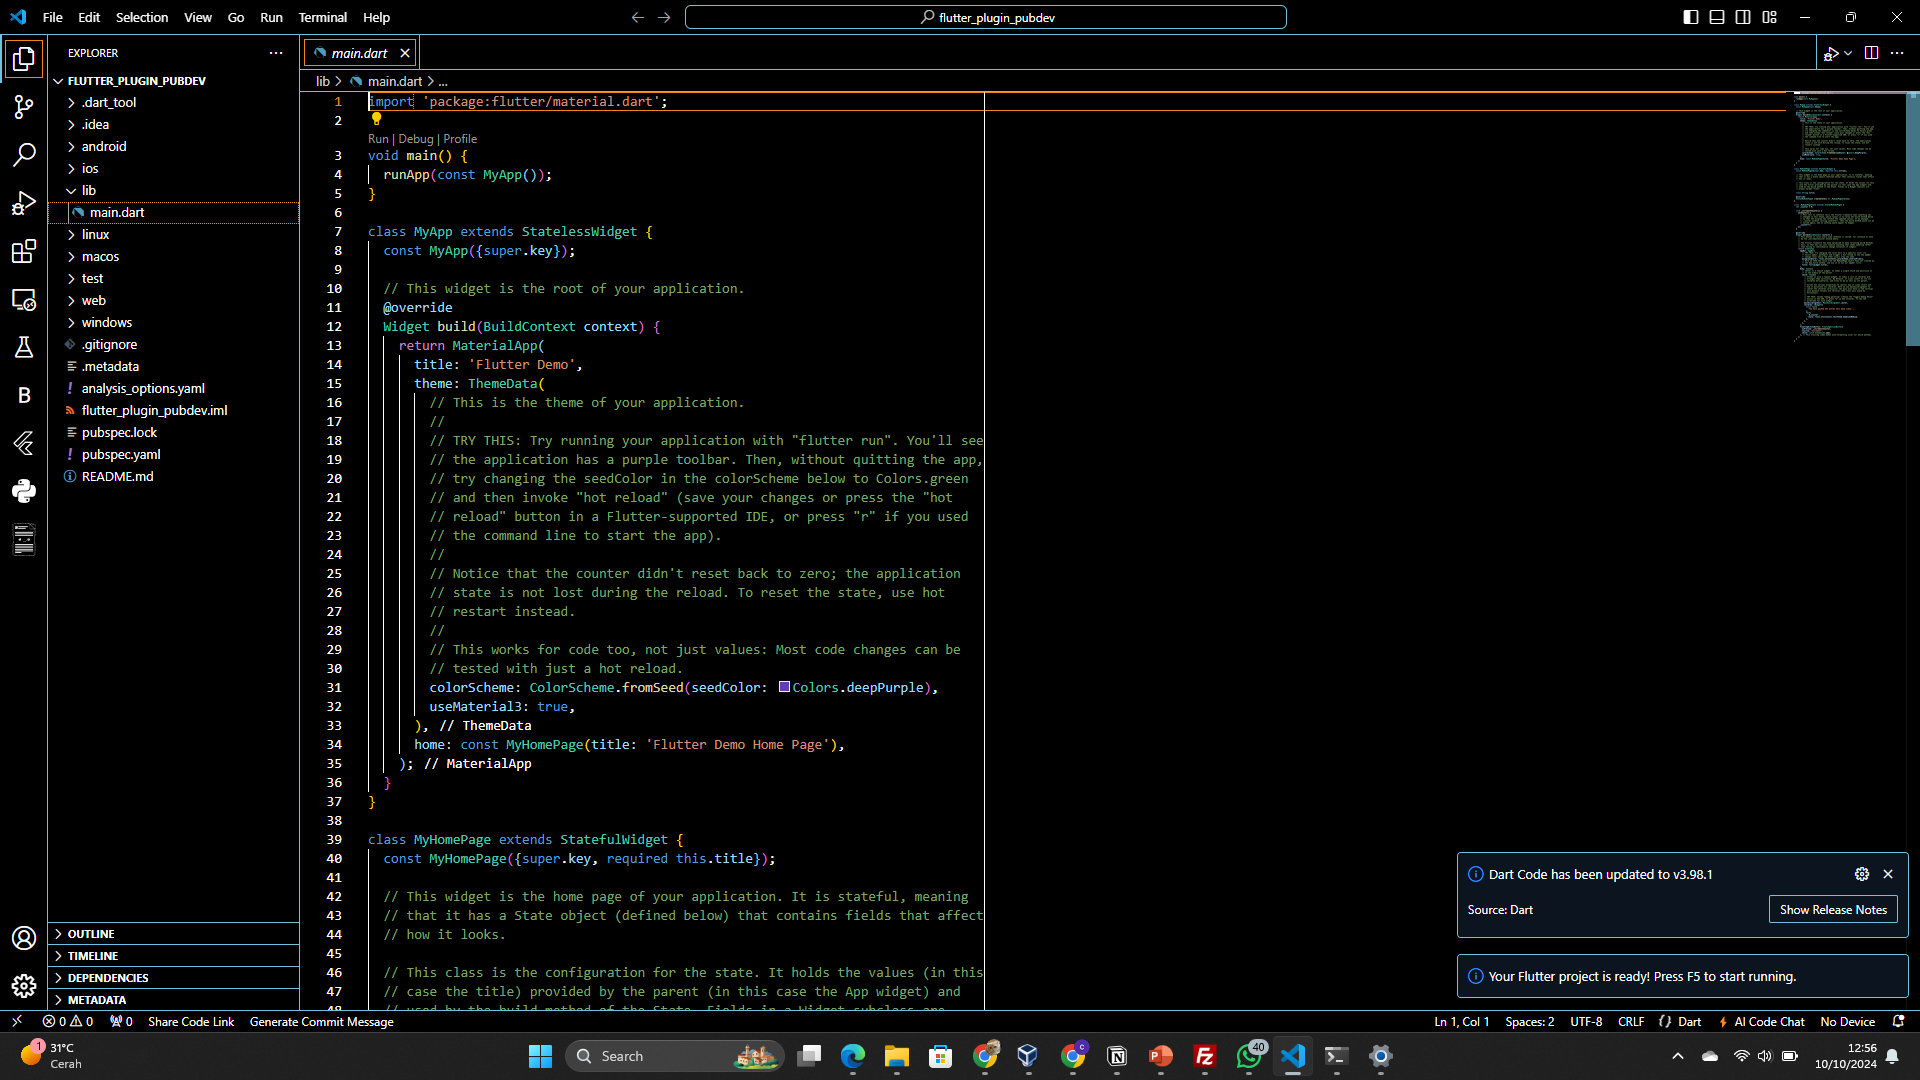 File Edit Selection View Go Run Terminal Help
flutter_plugin_pubdev
EXPLORER
FLUTTER_PLUGIN_PUBDEV
.dart_tool
.idea
android
ios
lib
main.dart
linux
macos
test
web
windows
.gitignore
.metadata
analysis_options.yaml
flutter_plugin_pubdev.iml
pubspec.lock
pubspec.yaml
README.md
OUTLINE
TIMELINE
DEPENDENCIES
METADATA
main.dart
lib > main.dart > ...
1 import 'package:flutter/material.dart';
2
Run | Debug | Profile
3 void main() {
4 runApp(const MyApp());
5 }
6
7 class MyApp extends StatelessWidget {
8 const MyApp({super.key});
9
10 // This widget is the root of your application.
11 @override
12 Widget build(BuildContext context) {
13 return MaterialApp(
14 title: 'Flutter Demo',
15 theme: ThemeData(
16 // This is the theme of your application.
17 //
18 // TRY THIS: Try running your application with "flutter run". You'll see
19 // the application has a purple toolbar. Then, without quitting the app,
20 // try changing the seedColor in the colorScheme below to Colors.green
21 // and then invoke "hot reload" (save your changes or press the "hot
22 // reload" button in a Flutter-supported IDE, or press "r" if you used
23 // the command line to start the app).
24 //
25 // Notice that the counter didn't reset back to zero; the application
26 // state is not lost during the reload. To reset the state, use hot
27 // restart instead.
28 //
29 // This works for code too, not just values: Most code changes can be
30 // tested with just a hot reload.
31 colorScheme: ColorScheme.fromSeed(seedColor: Colors.deepPurple),
32 useMaterial3: true,
33 ), // ThemeData
34 home: const MyHomePage(title: 'Flutter Demo Home Page'),
35 ); // MaterialApp
36 }
37 }
38
39 class MyHomePage extends StatefulWidget {
40 const MyHomePage({super.key, required this.title});
41
42 // This widget is the home page of your application. It is stateful, meaning
43 // that it has a State object (defined below) that contains fields that affect
44 // how it looks.
45
46 // This class is the configuration for the state. It holds the values (in this
47 // case the title) provided by the parent (in this case the App widget) and
48 // used by the build method of the State. Fields in a Widget subclass are
Dart Code has been updated to v3.98.1
Source: Dart
Show Release Notes
Your Flutter project is ready! Press F5 to start running.
0 0 0 Share Code Link Generate Commit Message
Ln 1, Col 1 Spaces: 2 UTF-8 CRLF {} Dart AI Code Chat No Device
1 31°C
Cerah
Search
40
12:56
10/10/2024